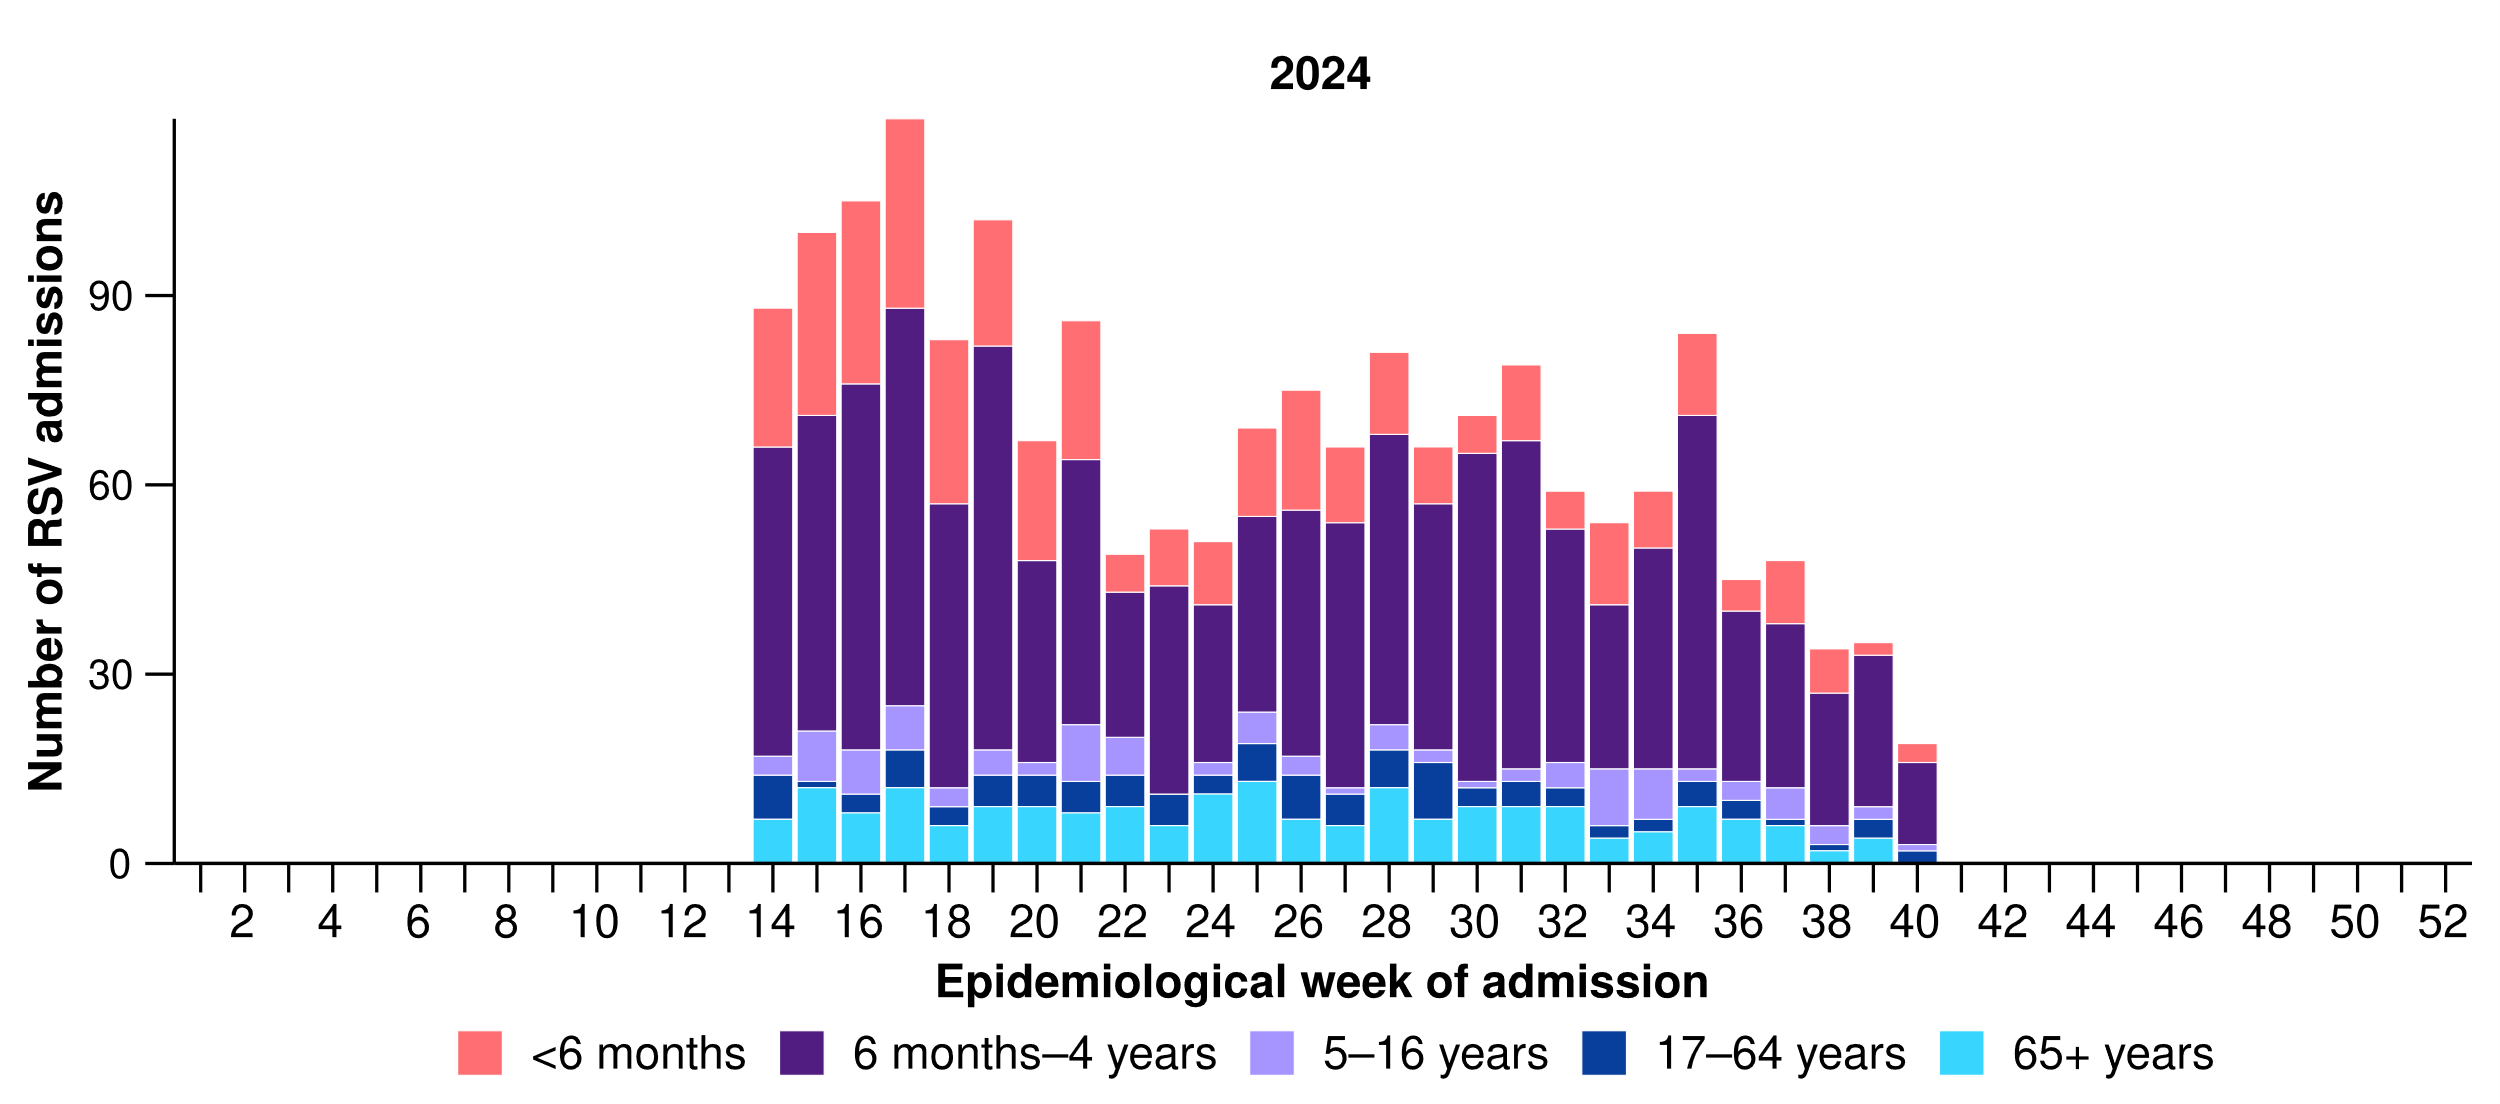 2024
Number of RSV admissions
90
60
30
0
2 4 6 8 10 12 14 16 18 20 22 24 26 28 30 32 34 36 38 40 42 44 46 48 50 52
Epidemiological week of admission
<6 months 6 months–4 years 5–16 years 17–64 years 65+ years